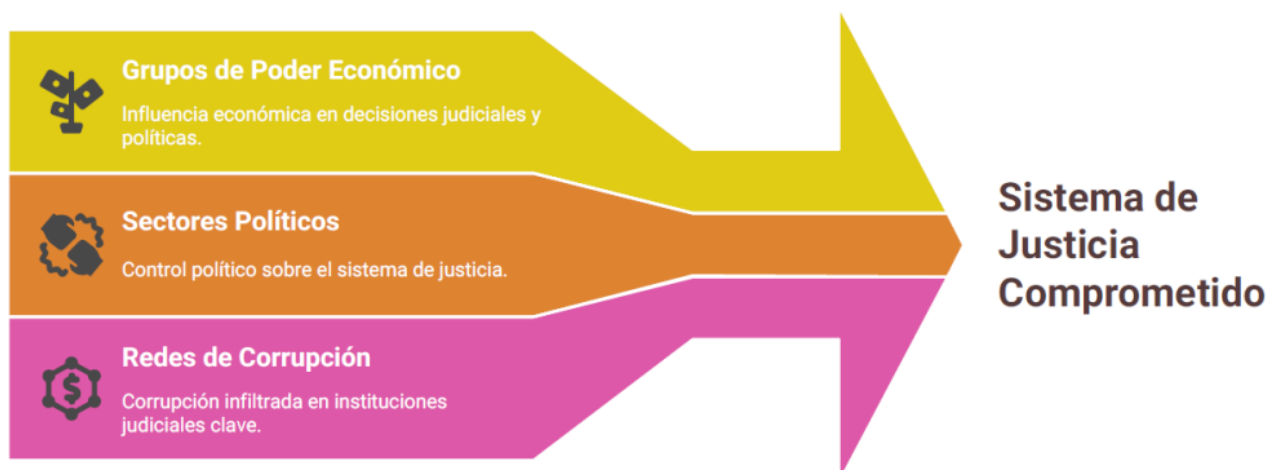 Grupos de Poder Económico
Influencia económica en decisiones judiciales y
políticas.
Sectores Políticos
Control político sobre el sistema de justicia.
Redes de Corrupción
Corrupción infiltrada en instituciones
judiciales clave.
Sistema de
Justicia
Comprometido